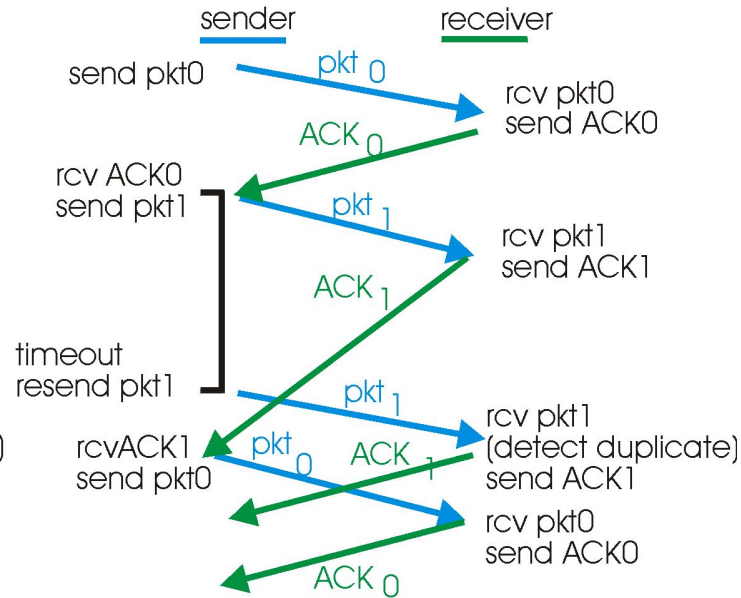 sender
receiver
send pkt0
pkt 0
rcv pkt0
send ACK0
ACK 0
rcv ACK0
send pkt1
pkt 1
rcv pkt1
send ACK1
ACK 1
timeout
resend pkt1
pkt 1
rcv pkt1
(detect duplicate)
send ACK1
)
rcvACK1
send pkt0
pkt 0
ACK 1
rcv pkt0
send ACK0
ACK 0